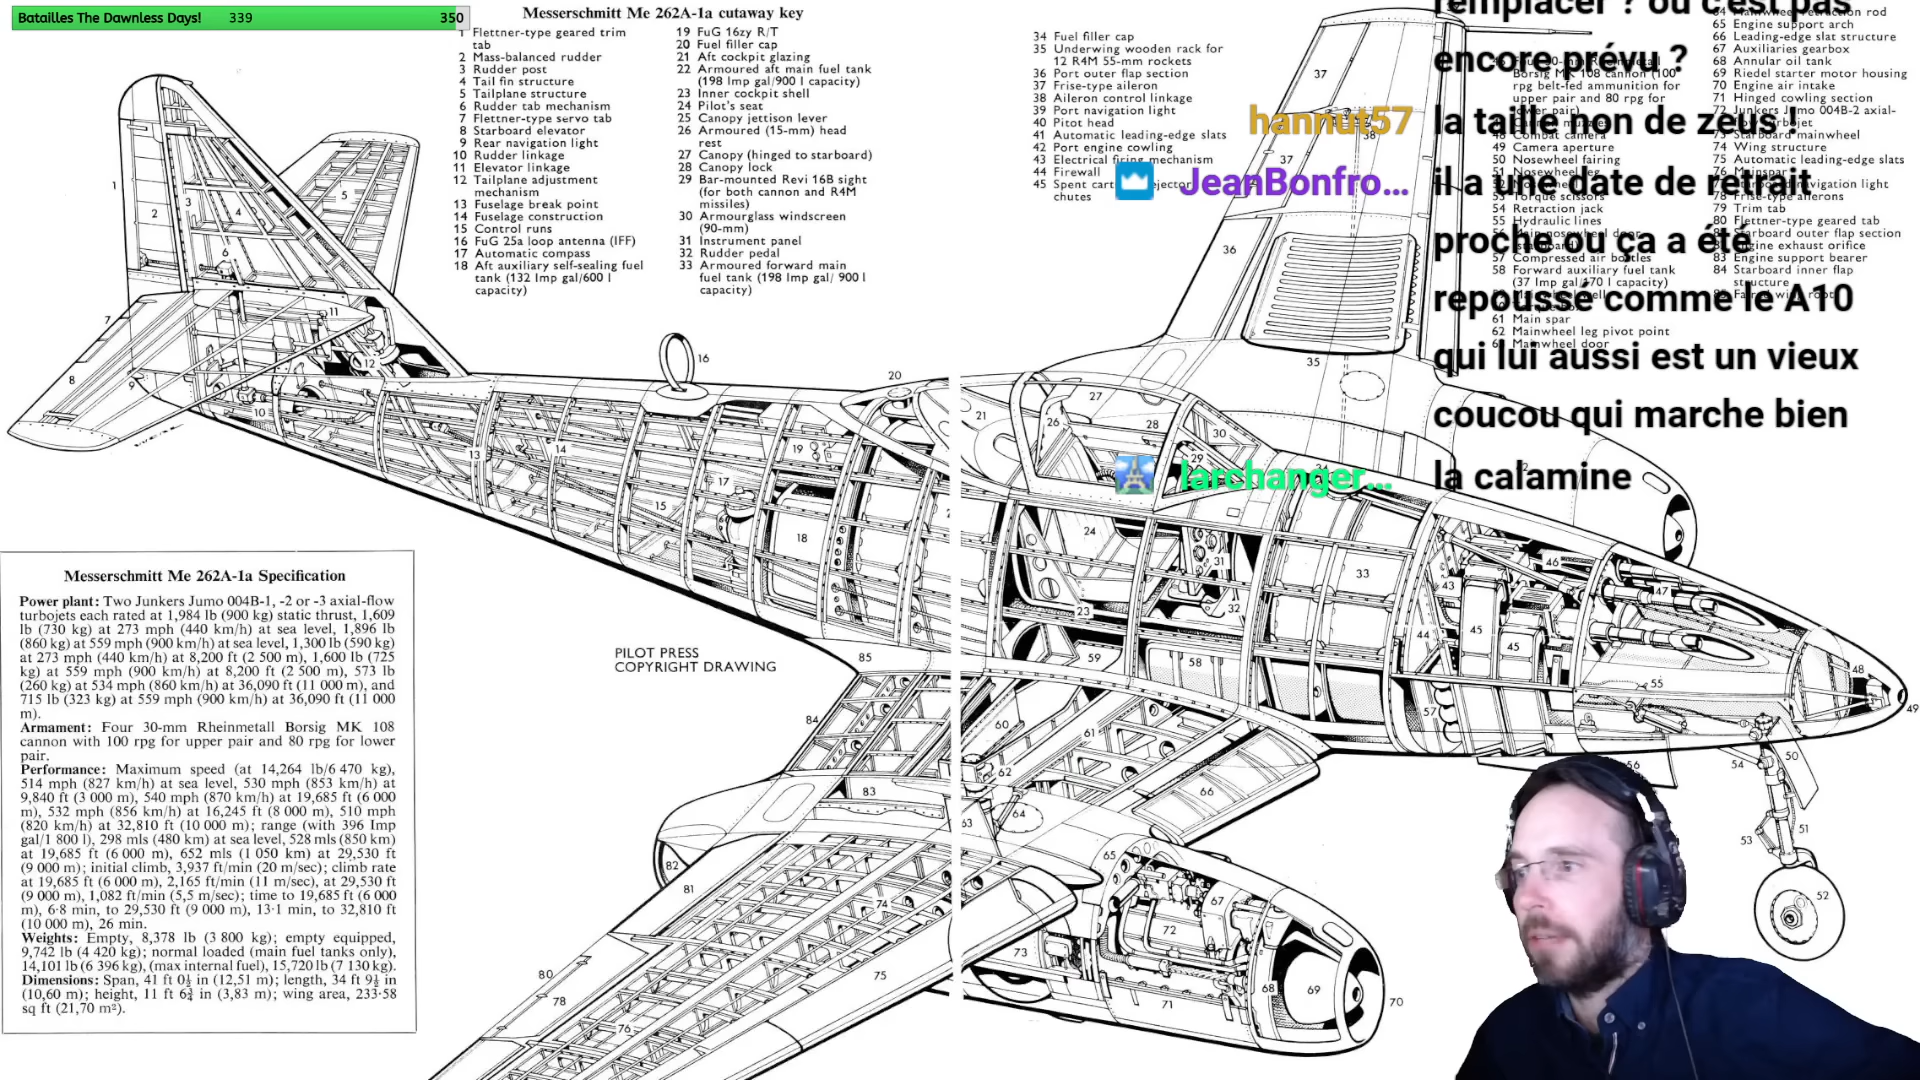 Batailles The Dawnless Days! 339 350
Messerschmitt Me 262A-1a cutaway key
1 Flettner-type geared trim
tab
2 Mass-balanced rudder
3 Rudder post
4 Tail fin structure
5 Tailplane structure
6 Rudder tab mechanism
7 Flettner-type servo tab
8 Starboard elevator
9 Rear navigation light
10 Rudder linkage
11 Elevator linkage
12 Tailplane adjustment
mechanism
13 Fuselage break point
14 Fuselage construction
15 Control runs
16 FuG 25a loop antenna (IFF)
17 Automatic compass
18 Aft auxiliary self-sealing fuel
tank (132 Imp gal/600 l
capacity)
19 FuG 16zy R/T
20 Fuel filler cap
21 Aft cockpit glazing
22 Armoured aft main fuel tank
(198 Imp gal/900 l capacity)
23 Inner cockpit shell
24 Pilot's seat
25 Canopy jettison lever
26 Armoured (15-mm) head
rest
27 Canopy (hinged to starboard)
28 Canopy lock
29 Bar-mounted Revi 16B sight
(for both cannon and R4M
missiles)
30 Armourglass windscreen
(90-mm)
31 Instrument panel
32 Rudder pedal
33 Armoured forward main
fuel tank (198 Imp gal/ 900 l
capacity)
34 Fuel filler cap
35 Underwing wooden rack for
12 R4M 55-mm rockets
36 Port outer flap section
37 Frise-type aileron
38 Aileron control linkage
39 Port navigation light
40 Pitot head
41 Automatic leading-edge slats
42 Port engine cowling
43 Electrical firing mechanism
44 Firewall
45 Spent
chutes
rpg belt-fed ammunition for
upper pair and 80 rpg for
48 Combat camera
49 Camera aperture
50 Nosewheel fairing
53 Torque scissors
54 Retraction jack
55 Hydraulic lines
57 Compressed air bottles
58 Forward auxiliary fuel tank
(37 Imp gal/170 l capacity)
61 Main spar
62 Mainwheel leg pivot point
Mainwheel door
65 Engine support arch
66 Leading-edge slat structure
67 Auxiliaries gearbox
68 Annular oil tank
69 Riedel starter motor housing
70 Engine air intake
71 Hinged cowling section
72 Junkers Jumo 004B-2 axial-
74 Wing structure
75 Automatic leading-edge slats
79 Trim tab
80 Flettner-type geared tab
83 Engine support bearer
84 Starboard inner flap
structure
remplacer ? ou c'est pas
encore prévu ?
hannut57 la taille non de zeus !
JeanBonfro... il a une date de retrait
proche ou ça a été
repoussé comme le A10
qui lui aussi est un vieux
coucou qui marche bien
larchanger... la calamine
PILOT PRESS
COPYRIGHT DRAWING
Messerschmitt Me 262A-1a Specification
Power plant: Two Junkers Jumo 004B-1, -2 or -3 axial-flow
turbojets each rated at 1,984 lb (900 kg) static thrust, 1,609
lb (730 kg) at 273 mph (440 km/h) at sea level, 1,896 lb
(860 kg) at 559 mph (900 km/h) at sea level, 1,300 lb (590 kg)
at 273 mph (440 km/h) at 8,200 ft (2 500 m), 1,600 lb (725
kg) at 559 mph (900 km/h) at 8,200 ft (2 500 m), 573 lb
(260 kg) at 534 mph (860 km/h) at 36,090 ft (11 000 m), and
715 lb (323 kg) at 559 mph (900 km/h) at 36,090 ft (11 000
m).
Armament: Four 30-mm Rheinmetall Borsig MK 108
cannon with 100 rpg for upper pair and 80 rpg for lower
pair.
Performance: Maximum speed (at 14,264 lb/6 470 kg),
514 mph (827 km/h) at sea level, 530 mph (853 km/h) at
9,840 ft (3 000 m), 540 mph (870 km/h) at 19,685 ft (6 000
m), 532 mph (856 km/h) at 16,245 ft (8 000 m), 510 mph
(820 km/h) at 32,810 ft (10 000 m); range (with 396 Imp
gal/1 800 l), 298 mls (480 km) at sea level, 528 mls (850 km)
at 19,685 ft (6 000 m), 652 mls (1 050 km) at 29,530 ft
(9 000 m); initial climb, 3,937 ft/min (20 m/sec); climb rate
at 19,685 ft (6 000 m), 2,165 ft/min (11 m/sec), at 29,530 ft
(9 000 m), 1,082 ft/min (5,5 m/sec); time to 19,685 ft (6 000
m), 6·8 min, to 29,530 ft (9 000 m), 13·1 min, to 32,810 ft
(10 000 m), 26 min.
Weights: Empty, 8,378 lb (3 800 kg); empty equipped,
9,742 lb (4 420 kg); normal loaded (main fuel tanks only),
14,101 lb (6 396 kg), (max internal fuel), 15,720 lb (7 130 kg).
Dimensions: Span, 41 ft 0½ in (12,51 m); length, 34 ft 9½ in
(10,60 m); height, 11 ft 6¾ in (3,83 m); wing area, 233·58
sq ft (21,70 m²).